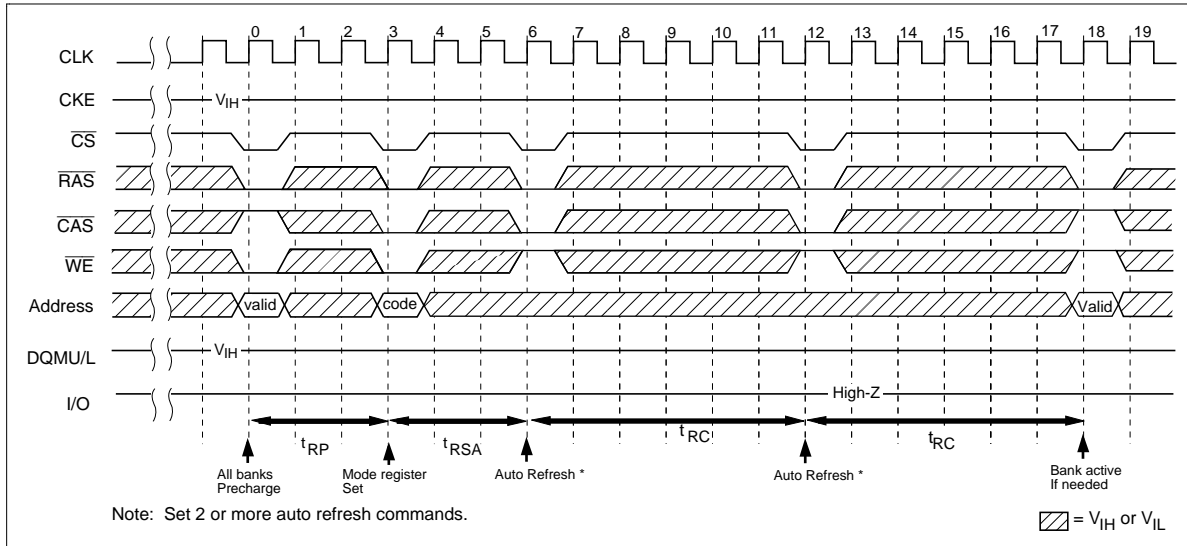 0 1 2 3 4 5 6 7 8 9 10 11 12 13 14 15 16 17 18 19
CLK
CKE VIH
CS
RAS
CAS
WE
Address valid code Valid
DQMU/L VIH
I/O High-Z
tRP tRSA tRC tRC
All banks Precharge
Mode register Set
Auto Refresh *
Auto Refresh *
Bank active If needed
Note: Set 2 or more auto refresh commands.
= VIH or VIL